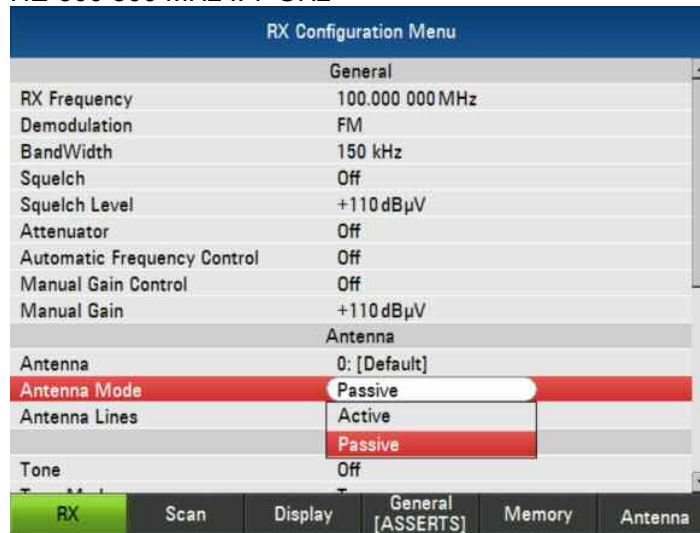 RX Configuration Menu
General
RX Frequency 100.000 000 MHz
Demodulation FM
BandWidth 150 kHz
Squelch Off
Squelch Level +110 dBµV
Attenuator Off
Automatic Frequency Control Off
Manual Gain Control Off
Manual Gain +110 dBµV
Antenna
Antenna 0: [Default]
Antenna Mode Passive
Antenna Lines Active
Passive
Tone Off
RX Scan Display General [ASSERTS] Memory Antenna